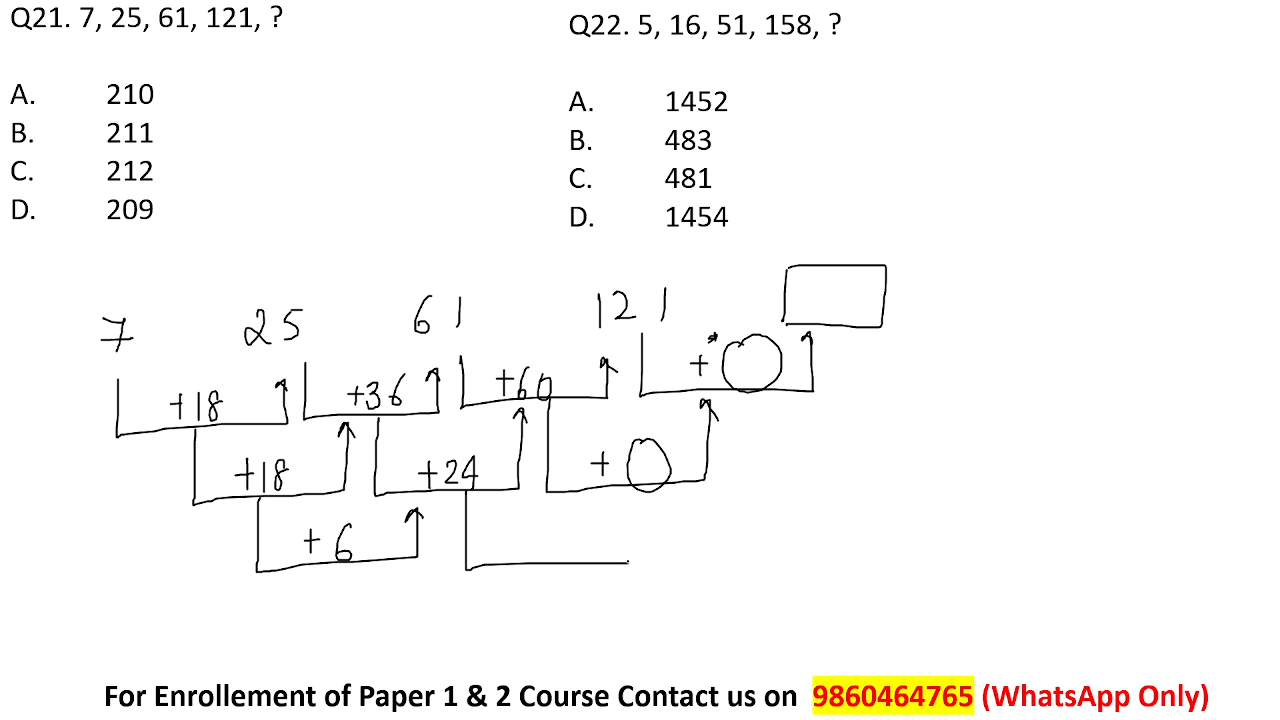 Q21. 7, 25, 61, 121, ?
A. 210
B. 211
C. 212
D. 209
Q22. 5, 16, 51, 158, ?
A. 1452
B. 483
C. 481
D. 1454
7 25 61 121
+18 +36 +60 +
+18 +24 +
+6
For Enrollement of Paper 1 & 2 Course Contact us on 9860464765 (WhatsApp Only)